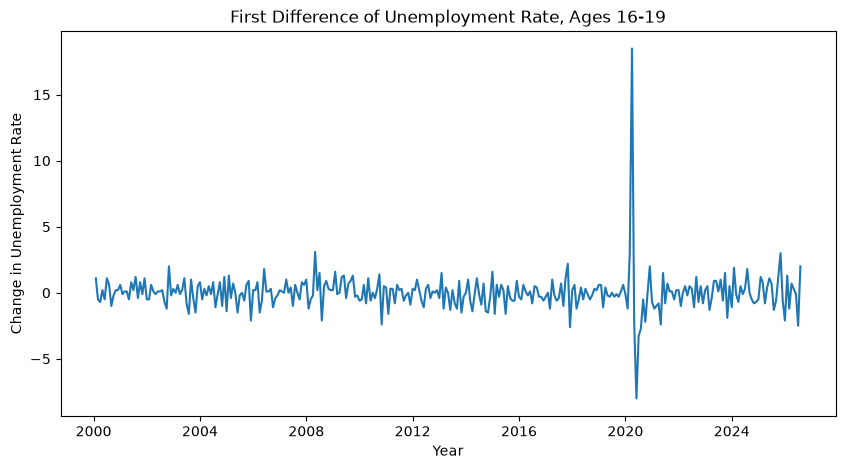 First Difference of Unemployment Rate, Ages 16-19
Change in Unemployment Rate
15
10
5
0
−5
2000 2004 2008 2012 2016 2020 2024
Year